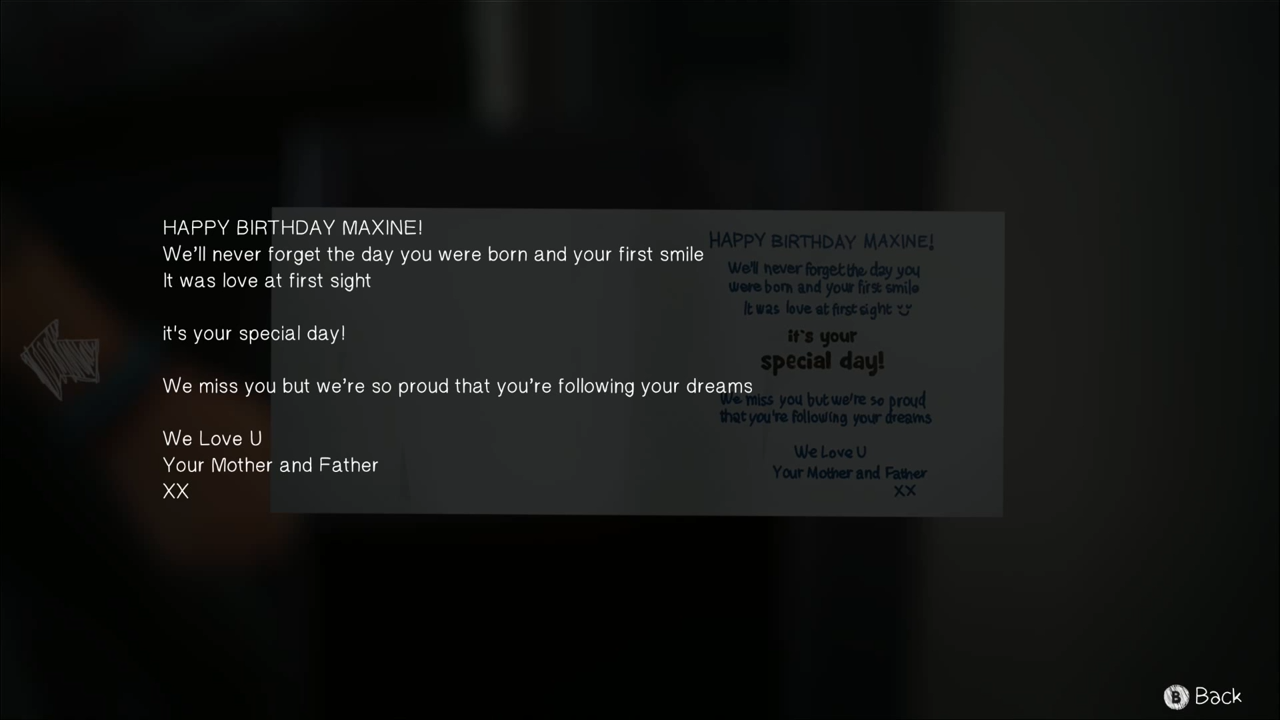 HAPPY BIRTHDAY MAXINE!
We'll never forget the day you were born and your first smile
It was love at first sight
it's your special day!
We miss you but we're so proud that you're following your dreams
We Love U
Your Mother and Father
XX
HAPPY BIRTHDAY MAXINE!
We'll never forget the day you
were born and your first smile
It was love at first sight
it's your
special day!
We miss you but we're so proud
that you're following your dreams
We Love U
Your Mother and Father
XX
B Back